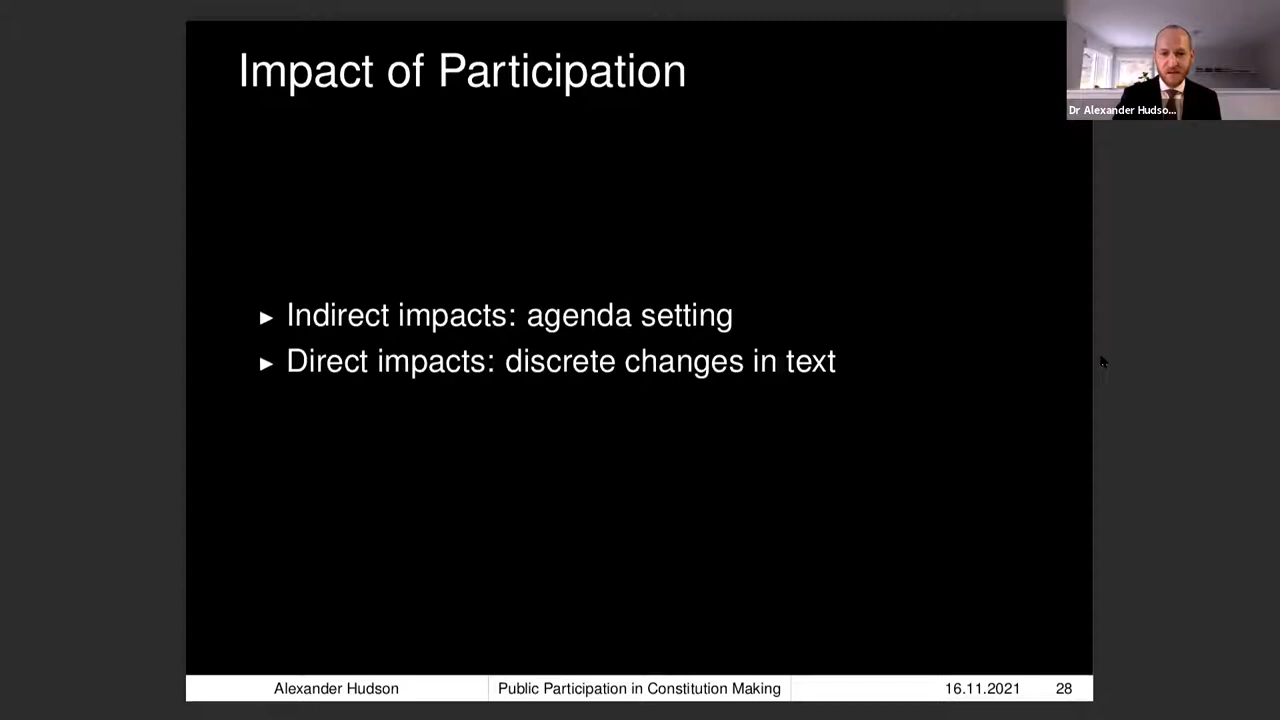 Impact of Participation
Dr Alexander Hudso...
▸ Indirect impacts: agenda setting
▸ Direct impacts: discrete changes in text
Alexander Hudson
Public Participation in Constitution Making
16.11.2021
28